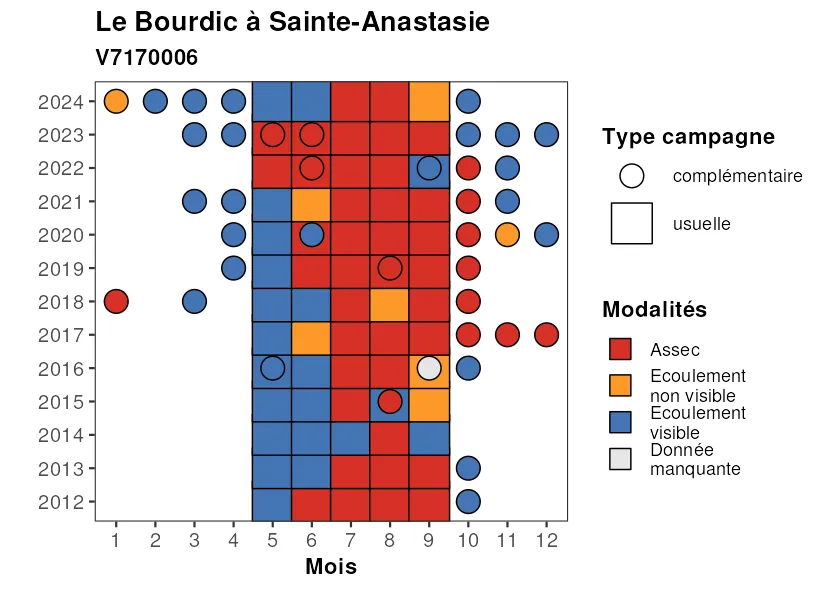 Le Bourdic à Sainte-Anastasie
V7170006
2024
2023
2022
2021
2020
2019
2018
2017
2016
2015
2014
2013
2012
1 2 3 4 5 6 7 8 9 10 11 12
Mois
Type campagne
complémentaire
usuelle
Modalités
Assec
Ecoulement
non visible
Ecoulement
visible
Donnée
manquante